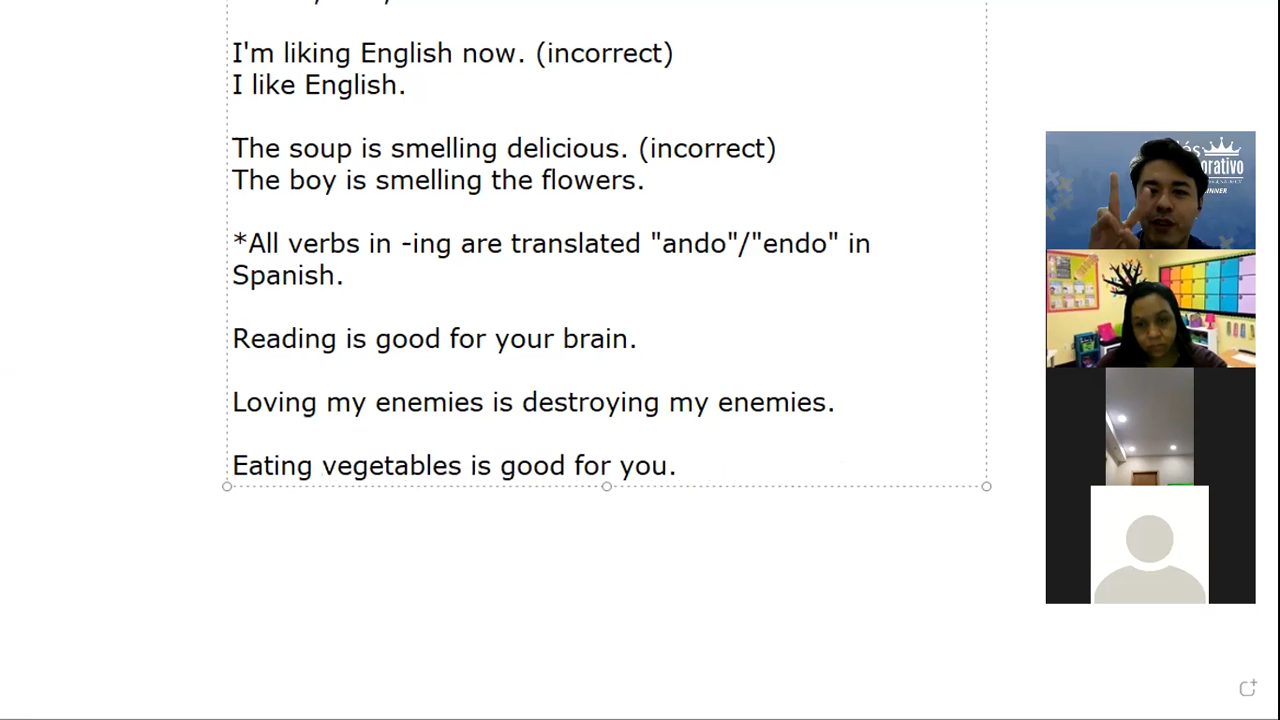 I'm liking English now. (incorrect)
I like English.
The soup is smelling delicious. (incorrect)
The boy is smelling the flowers.
*All verbs in -ing are translated "ando"/"endo" in
Spanish.
Reading is good for your brain.
Loving my enemies is destroying my enemies.
Eating vegetables is good for you.